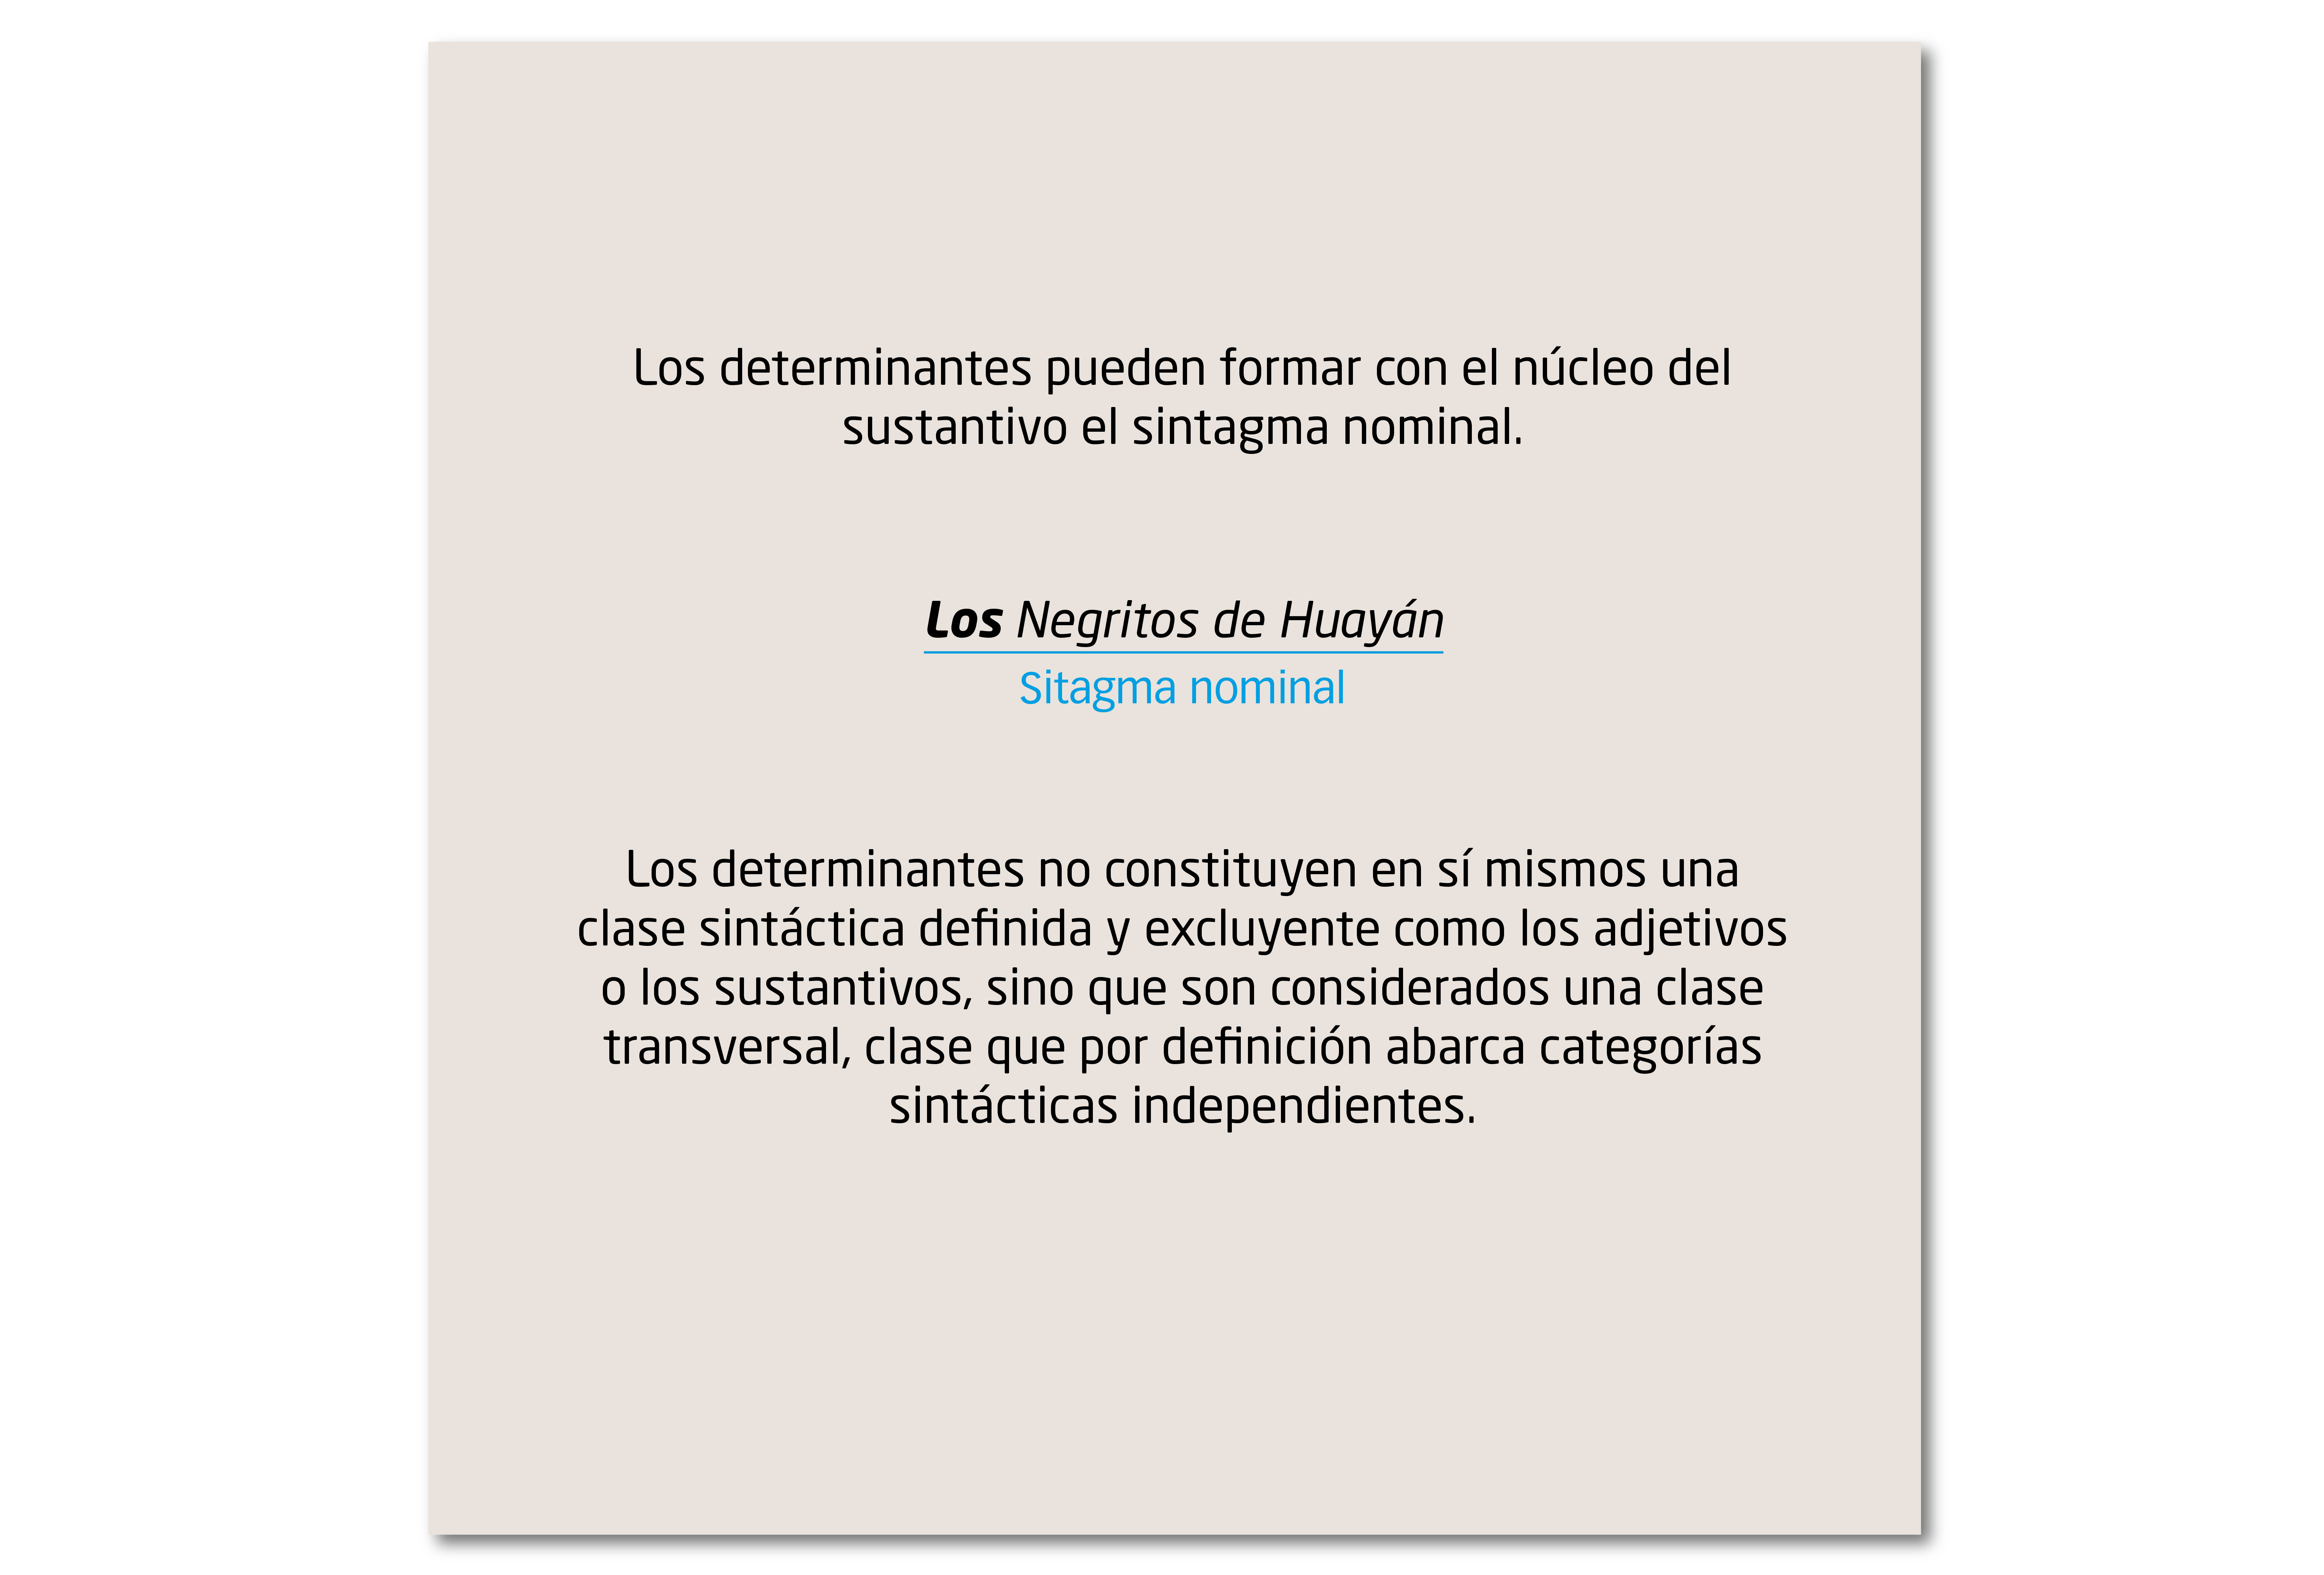 Los determinantes pueden formar con el núcleo del
sustantivo el sintagma nominal.
Los Negritos de Huayán
Sitagma nominal
Los determinantes no constituyen en sí mismos una
clase sintáctica definida y excluyente como los adjetivos
o los sustantivos, sino que son considerados una clase
transversal, clase que por definición abarca categorías
sintácticas independientes.